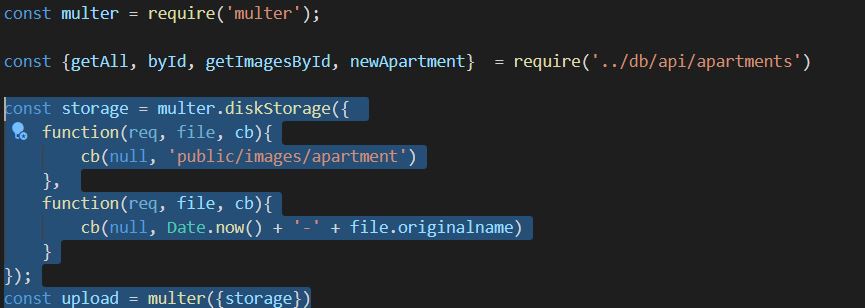 const multer = require('multer');
const {getAll, byId, getImagesById, newApartment}  = require('../db/api/apartments')
const storage = multer.diskStorage({
    function(req, file, cb){
        cb(null, 'public/images/apartment')
    },
    function(req, file, cb){
        cb(null, Date.now() + '-' + file.originalname)
    }
});
const upload = multer({storage})